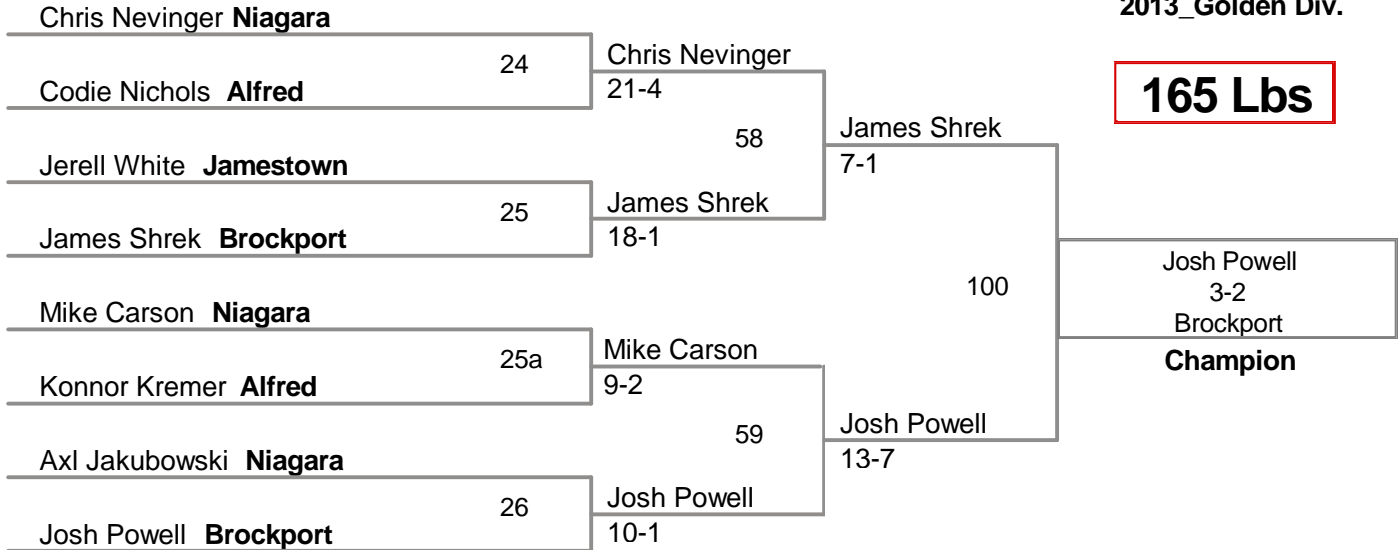 2013_Golden Div.
165 Lbs
Chris Nevinger Niagara
24
Codie Nichols Alfred
Chris Nevinger
21-4
58
Jerell White Jamestown
25
James Shrek Brockport
James Shrek
18-1
James Shrek
7-1
100
Mike Carson Niagara
25a
Konnor Kremer Alfred
Mike Carson
9-2
59
Axl Jakubowski Niagara
26
Josh Powell Brockport
Josh Powell
10-1
Josh Powell
13-7
Josh Powell
3-2
Brockport
Champion